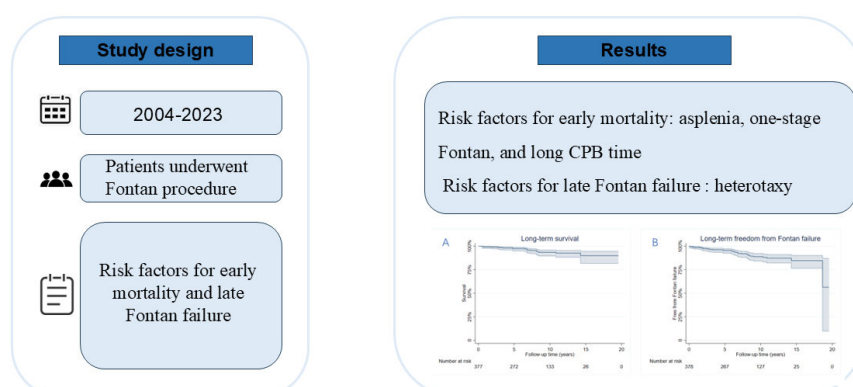 Study design
2004-2023
Patients underwent
Fontan procedure
Risk factors for early
mortality and late
Fontan failure
Results
Risk factors for early mortality: asplenia, one-stage
Fontan, and long CPB time
Risk factors for late Fontan failure : heterotaxy
A
Long-term survival
100%
75%
50%
25%
0%
Survival
0 5 10 15 20
Follow-up time (years)
Number at risk
377 272 133 26 0
B
Long-term freedom from Fontan failure
100%
75%
50%
25%
0%
Free from Fontan failure
0 5 10 15 20
Follow-up time (years)
Number at risk
376 267 127 25 0